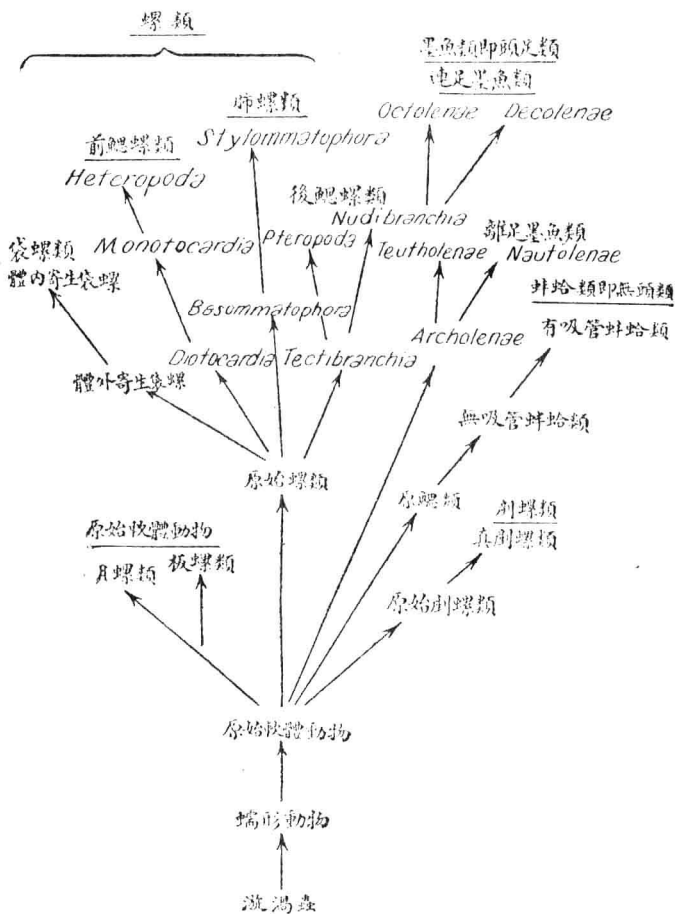 螺類
墨魚類即頭足類
連足墨魚類
Octolenae
Decolenae
肺螺類
Stylommatophora
前鰓螺類
Heteropoda
後鰓螺類
Nudibranchia
Pteropoda
離足墨魚類
Nautolenae
Teutholenae
袋螺類
體内寄生袋螺
Monotocardia
蚌蛤類即無頭類
有吸管蚌蛤類
Basummatophora
Archolenae
Diotocardia
Tectibranchia
體外寄生袋螺
無吸管蚌蛤類
原始螺類
原鰓類
掘螺類
真掘螺類
原始軟體動物
板螺類
原始掘螺類
原始軟體動物
蠕形動物
漩渦蟲